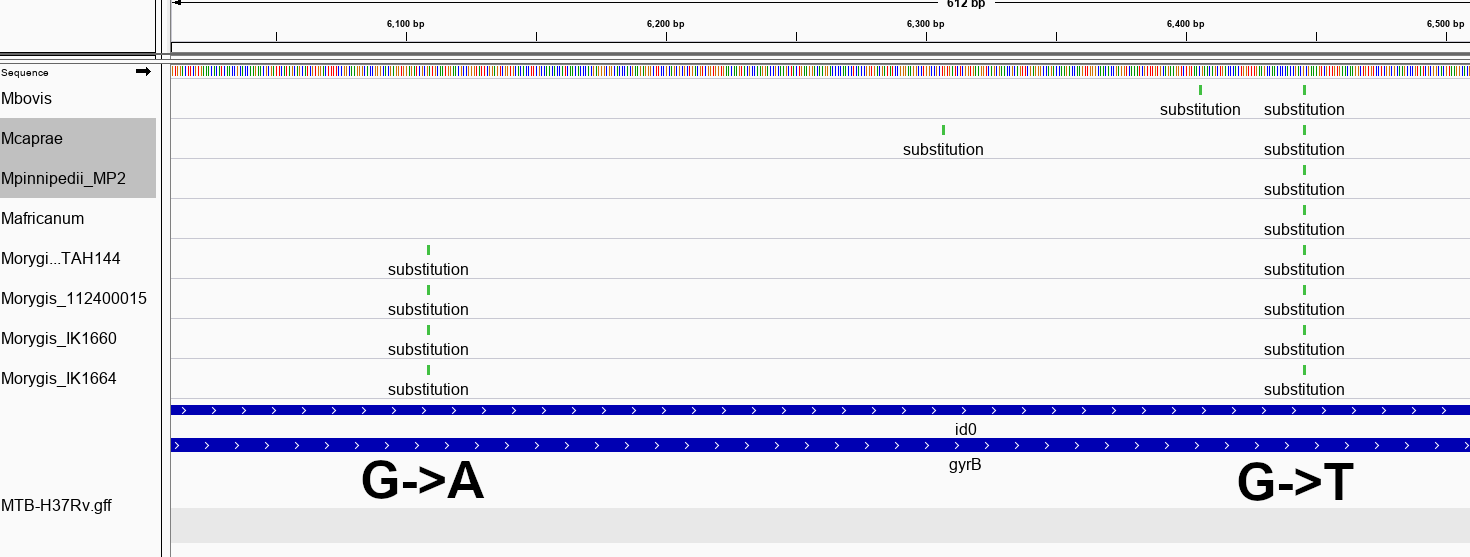 612 bp
6,100 bp 6,200 bp 6,300 bp 6,400 bp 6,500 bp
Sequence
Mbovis
substitution substitution
Mcaprae
substitution substitution
Mpinnipedii_MP2
substitution
Mafricanum
substitution
Morygi...TAH144
substitution substitution
Morygis_112400015
substitution substitution
Morygis_IK1660
substitution substitution
Morygis_IK1664
substitution substitution
id0
gyrB
G->A G->T
MTB-H37Rv.gff